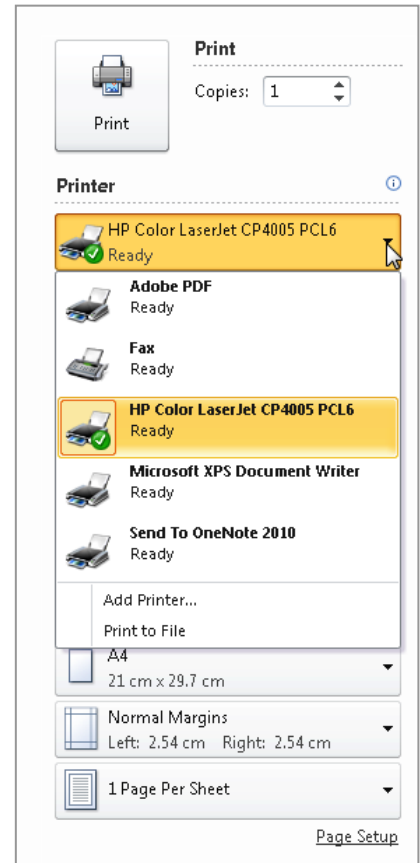 Print
Copies: 1
Print
Printer
HP Color LaserJet CP4005 PCL6
Ready
Adobe PDF
Ready
Fax
Ready
HP Color LaserJet CP4005 PCL6
Ready
Microsoft XPS Document Writer
Ready
Send To OneNote 2010
Ready
Add Printer...
Print to File
A4
21 cm x 29.7 cm
Normal Margins
Left: 2.54 cm Right: 2.54 cm
1 Page Per Sheet
Page Setup